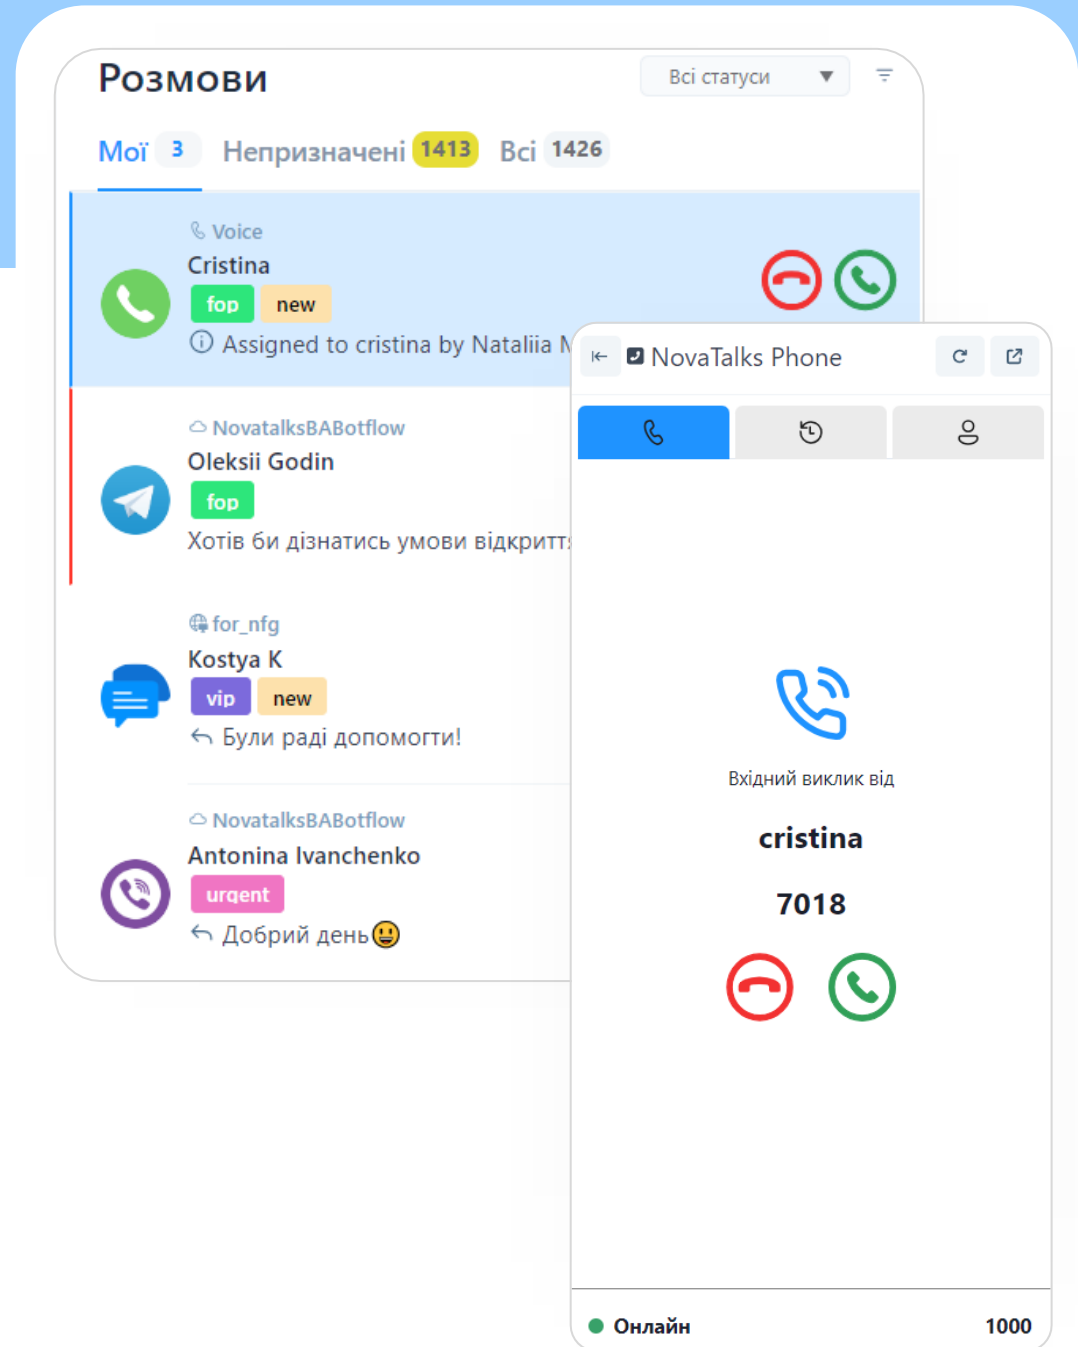 Розмови
Всі статуси
Мої 3 Непризначені 1413 Всі 1426
Voice
Cristina
fop new
Assigned to cristina by Nataliia
NovatalksBABotflow
Oleksii Godin
fop
Хотів би дізнатись умови
for_nfg
Kostya K
vip new
Були раді допомогти!
NovatalksBABotflow
Antonina Ivanchenko
urgent
Добрий день😃
NovaTalks Phone
Вхідний виклик від
cristina
7018
Онлайн 1000